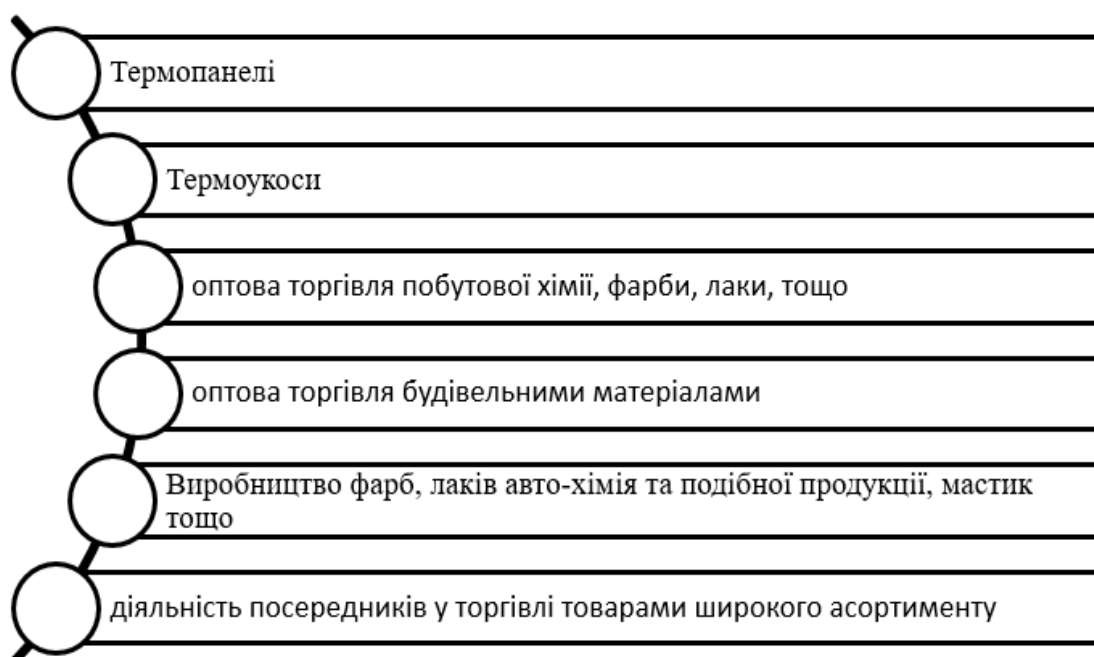 Термопанелі
Термоукоси
оптова торгівля побутової хімії, фарби, лаки, тощо
оптова торгівля будівельними матеріалами
Виробництво фарб, лаків авто-хімія та подібної продукції, мастик
тощо
діяльність посередників у торгівлі товарами широкого асортименту